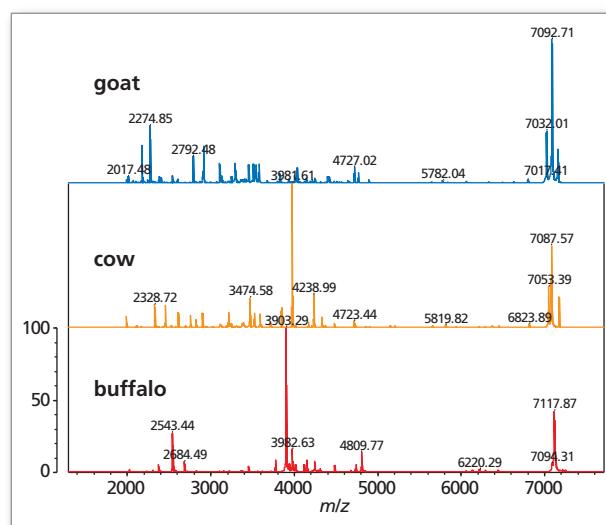 7092.71
goat
2274.85
7032.01
2792.48
4727.02
2017.48 3981.61 5782.04 7017.41
7087.57
cow
3474.58 4238.99 7053.39
2328.72
4723.44 5819.82 6823.89
3903.29
100
buffalo
7117.87
2543.44
50
3982.63 4809.77
2684.49 7094.31
6220.29
0
2000 3000 4000 5000 6000 7000
m/z